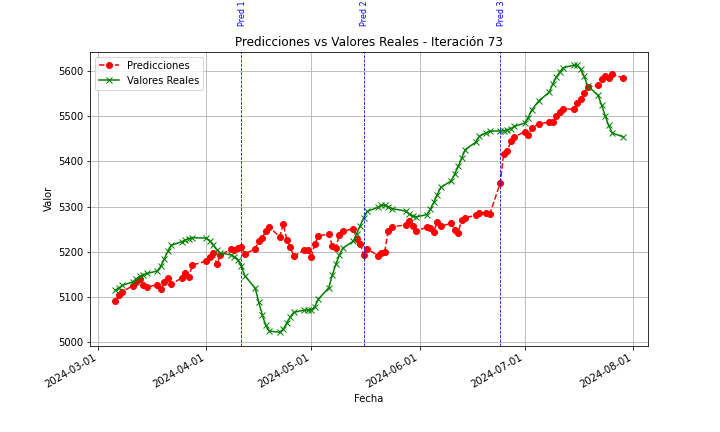 Pred 1
Pred 2
Pred 3
Predicciones vs Valores Reales - Iteración 73
Predicciones
Valores Reales
Valor
5600
5500
5400
5300
5200
5100
5000
2024-03-01
2024-04-01
2024-05-01
2024-06-01
2024-07-01
2024-08-01
Fecha